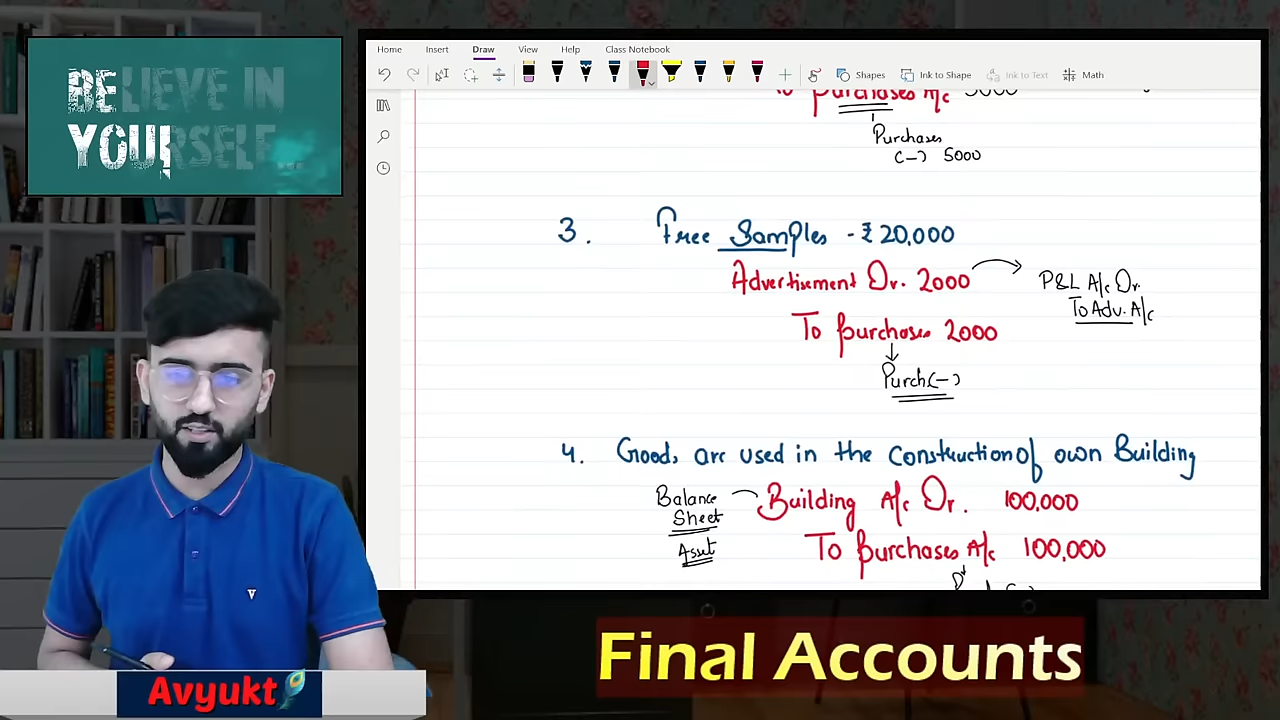 BELIEVE IN
YOURSELF...
Home Insert Draw View Help Class Notebook
Shapes Ink to Shape Ink to Text Math
To purchases A/c 5000
Purchases
(-) 5000
3. Free Samples - ₹ 20,000
Advertisement Dr. 2000
P&L A/c Dr.
To Adv. A/c
To purchases 2000
Purch(-)
4. Goods are used in the Construction of own Building
Balance
Sheet
Asset
Building A/c Dr. 100,000
To purchases A/c 100,000
Final Accounts
Avyukt